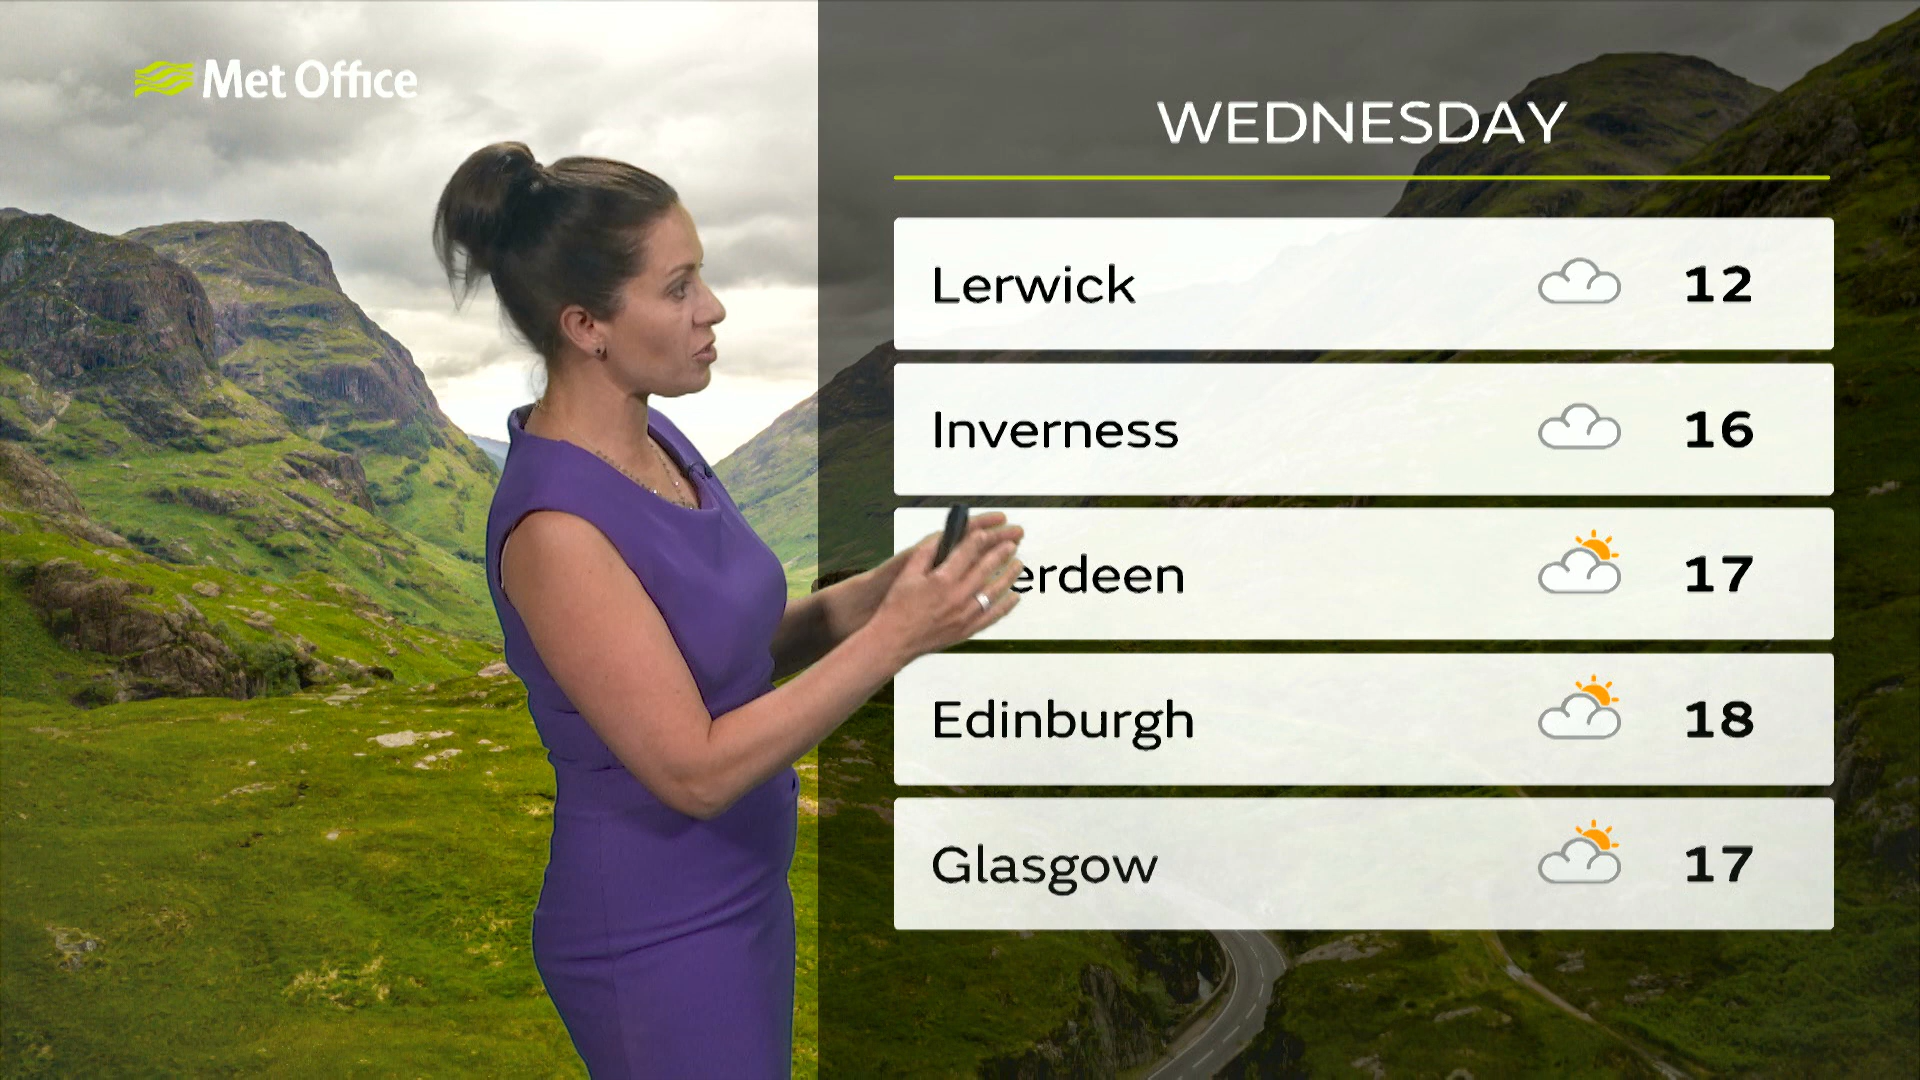 Met Office
WEDNESDAY
Lerwick 12
Inverness 16
erdeen 17
Edinburgh 18
Glasgow 17